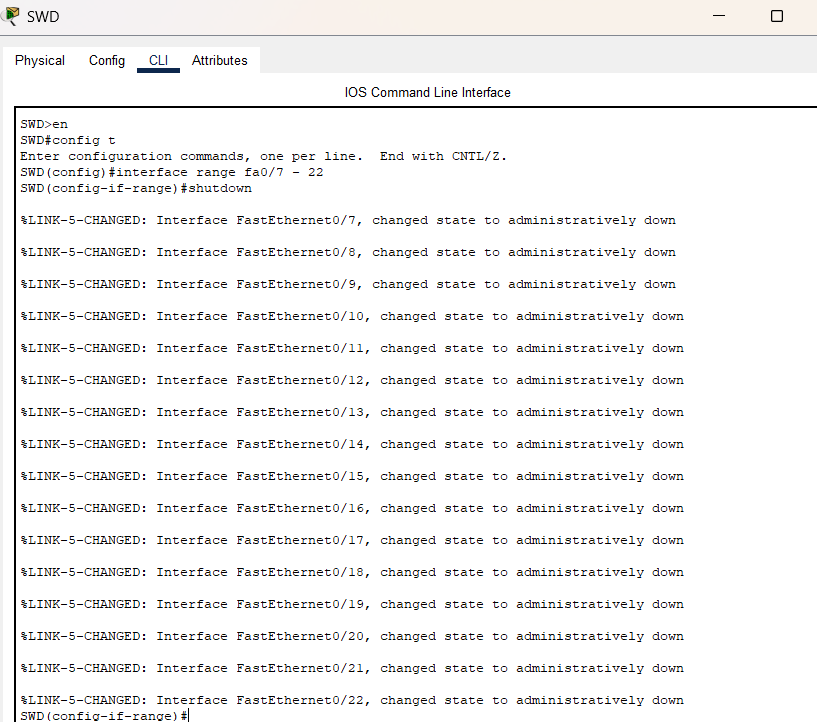 SWD
Physical Config CLI Attributes
IOS Command Line Interface
SWD>en
SWD#config t
Enter configuration commands, one per line.  End with CNTL/Z.
SWD(config)#interface range fa0/7 - 22
SWD(config-if-range)#shutdown
%LINK-5-CHANGED: Interface FastEthernet0/7, changed state to administratively down
%LINK-5-CHANGED: Interface FastEthernet0/8, changed state to administratively down
%LINK-5-CHANGED: Interface FastEthernet0/9, changed state to administratively down
%LINK-5-CHANGED: Interface FastEthernet0/10, changed state to administratively down
%LINK-5-CHANGED: Interface FastEthernet0/11, changed state to administratively down
%LINK-5-CHANGED: Interface FastEthernet0/12, changed state to administratively down
%LINK-5-CHANGED: Interface FastEthernet0/13, changed state to administratively down
%LINK-5-CHANGED: Interface FastEthernet0/14, changed state to administratively down
%LINK-5-CHANGED: Interface FastEthernet0/15, changed state to administratively down
%LINK-5-CHANGED: Interface FastEthernet0/16, changed state to administratively down
%LINK-5-CHANGED: Interface FastEthernet0/17, changed state to administratively down
%LINK-5-CHANGED: Interface FastEthernet0/18, changed state to administratively down
%LINK-5-CHANGED: Interface FastEthernet0/19, changed state to administratively down
%LINK-5-CHANGED: Interface FastEthernet0/20, changed state to administratively down
%LINK-5-CHANGED: Interface FastEthernet0/21, changed state to administratively down
%LINK-5-CHANGED: Interface FastEthernet0/22, changed state to administratively down
SWD(config-if-range)#